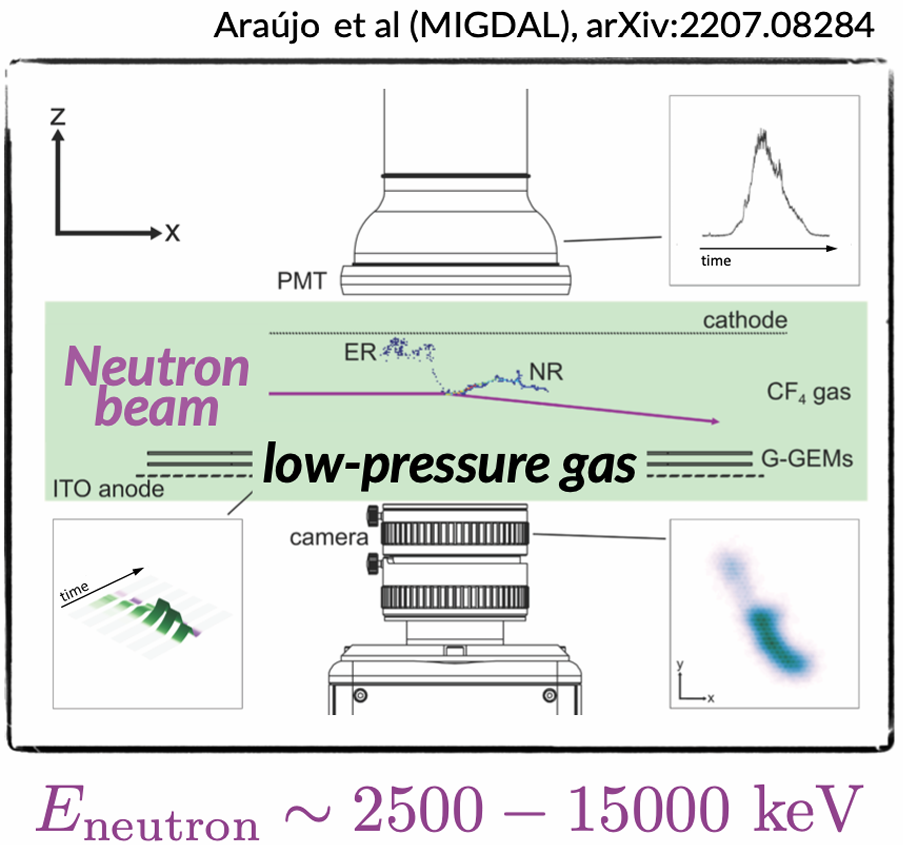 Araújo et al (MIGDAL), arXiv:2207.08284
z
x
PMT
time
cathode
ER
NR
Neutron
beam
CF₄ gas
low-pressure gas
G-GEMs
ITO anode
camera
time
y
x
E_neutron ∼ 2500 − 15000 keV